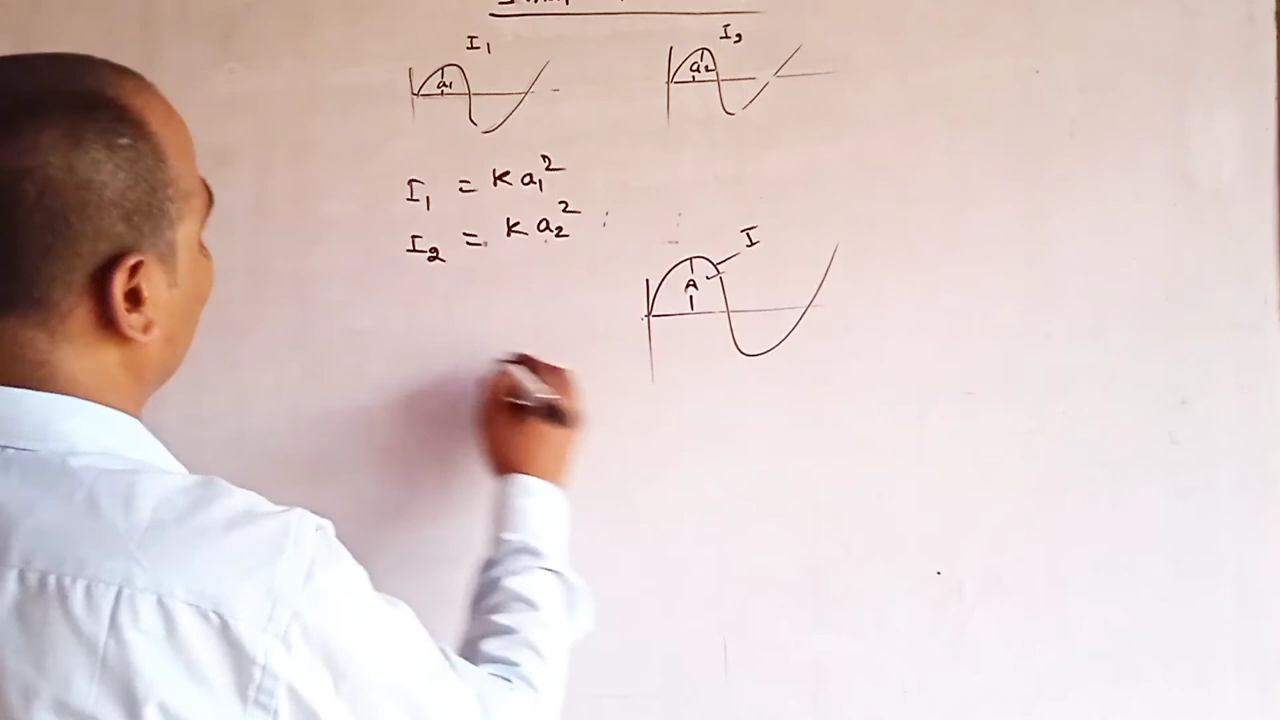 I₁ I₂
a₁ a₂
I₁ = K a₁²
I₂ = K a₂²
I
A